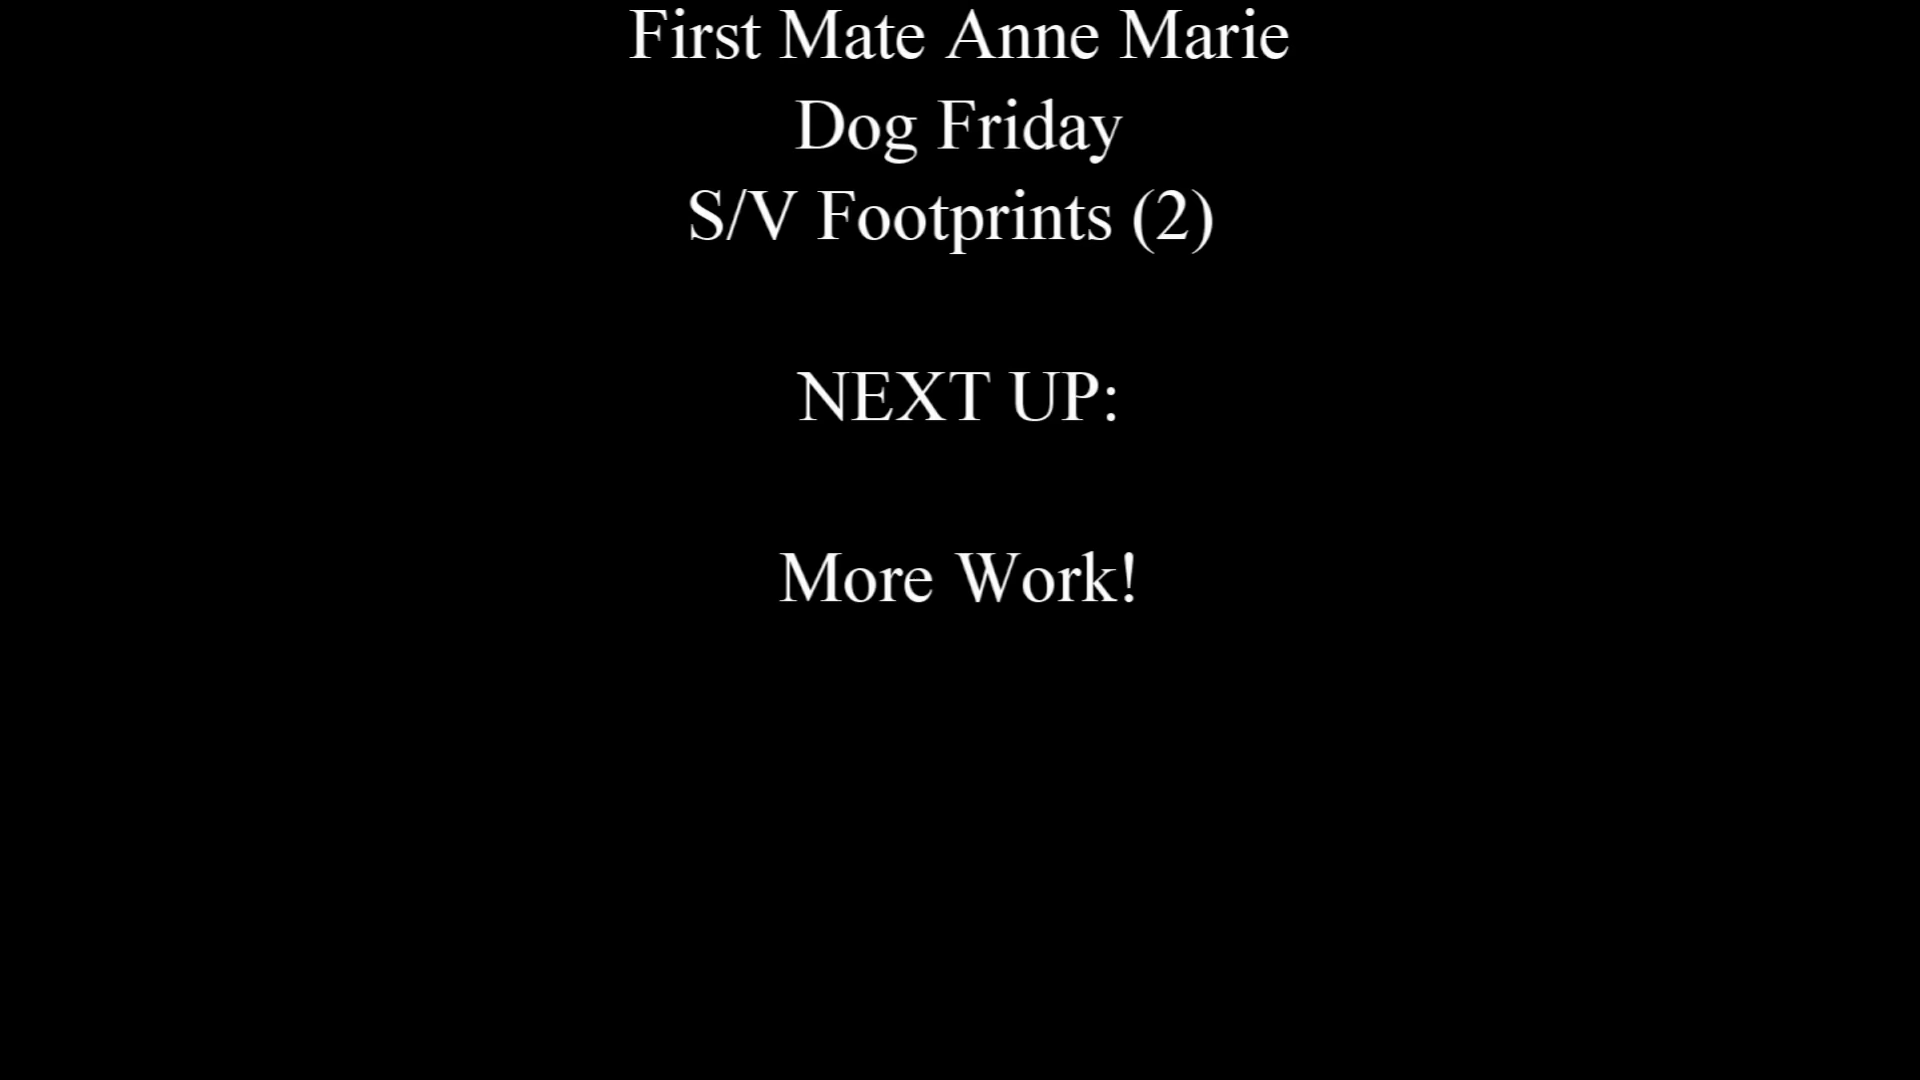 First Mate Anne Marie
Dog Friday
S/V Footprints (2)
NEXT UP:
More Work!